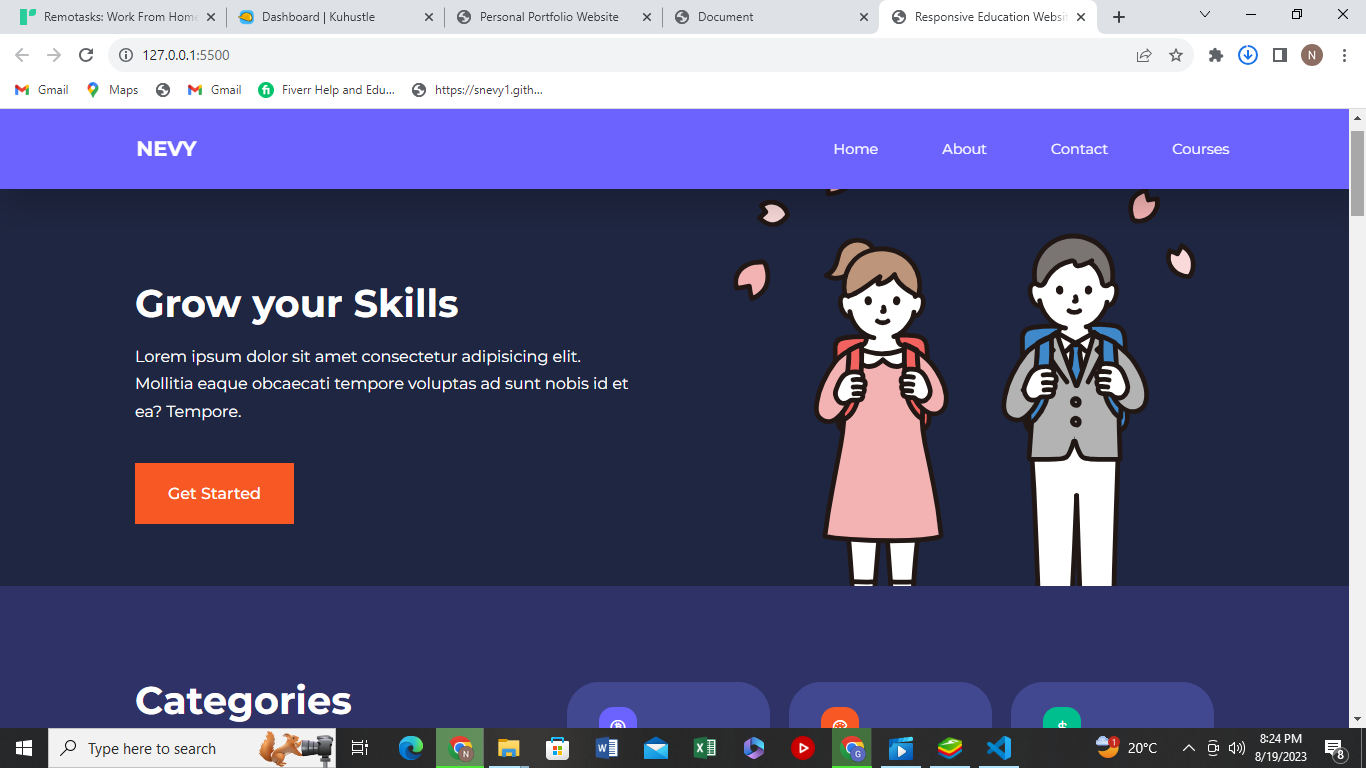 Remotasks: Work From Home
Dashboard | Kuhustle
Personal Portfolio Website
Document
Responsive Education Websit
127.0.0.1:5500
N
Gmail
Maps
Gmail
Fiverr Help and Edu...
https://snevy1.gith...
NEVY
Home
About
Contact
Courses
Grow your Skills
Lorem ipsum dolor sit amet consectetur adipisicing elit.
Mollitia eaque obcaecati tempore voluptas ad sunt nobis id et
ea? Tempore.
Get Started
Categories
Type here to search
20°C
8:24 PM
8/19/2023